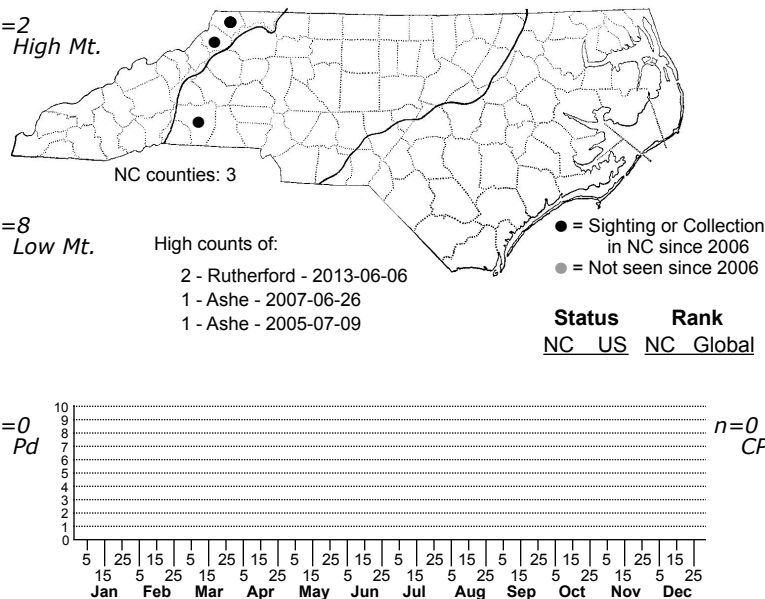 =2
High Mt.
NC counties: 3
=8
Low Mt.
High counts of:
2 - Rutherford - 2013-06-06
1 - Ashe - 2007-06-26
1 - Ashe - 2005-07-09
● = Sighting or Collection
in NC since 2006
● = Not seen since 2006
Status Rank
NC US NC Global
=0
Pd
n=0
CP
10
9
8
7
6
5
4
3
2
1
0
5 25 15 5 25 15 5 25 15 5 25 15 5 25 15 5 25 15
15 5 25 15 5 25 15 5 25 15 5 25 15 5 25 15 5 25
Jan Feb Mar Apr May Jun Jul Aug Sep Oct Nov Dec